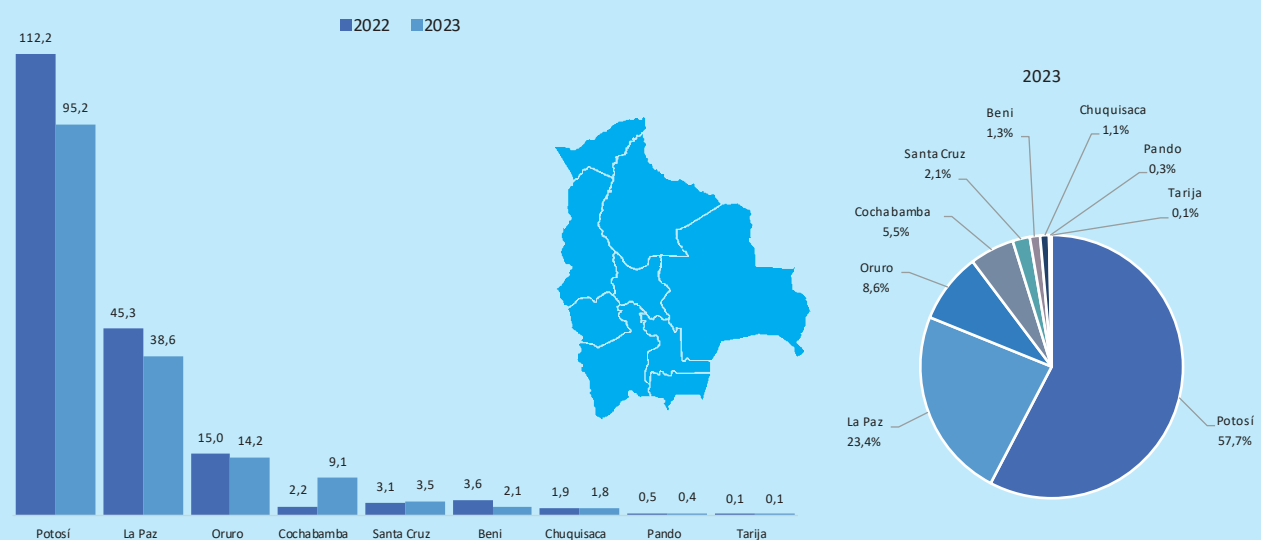 2022 2023
112,2
95,2
45,3
38,6
15,0
14,2
2,2
9,1
3,1
3,5
3,6
2,1
1,9
1,8
0,5
0,4
0,1
0,1
Potosí La Paz Oruro Cochabamba Santa Cruz Beni Chuquisaca Pando Tarija
2023
Beni
1,3%
Chuquisaca
1,1%
Pando
0,3%
Tarija
0,1%
Santa Cruz
2,1%
Cochabamba
5,5%
Oruro
8,6%
La Paz
23,4%
Potosí
57,7%